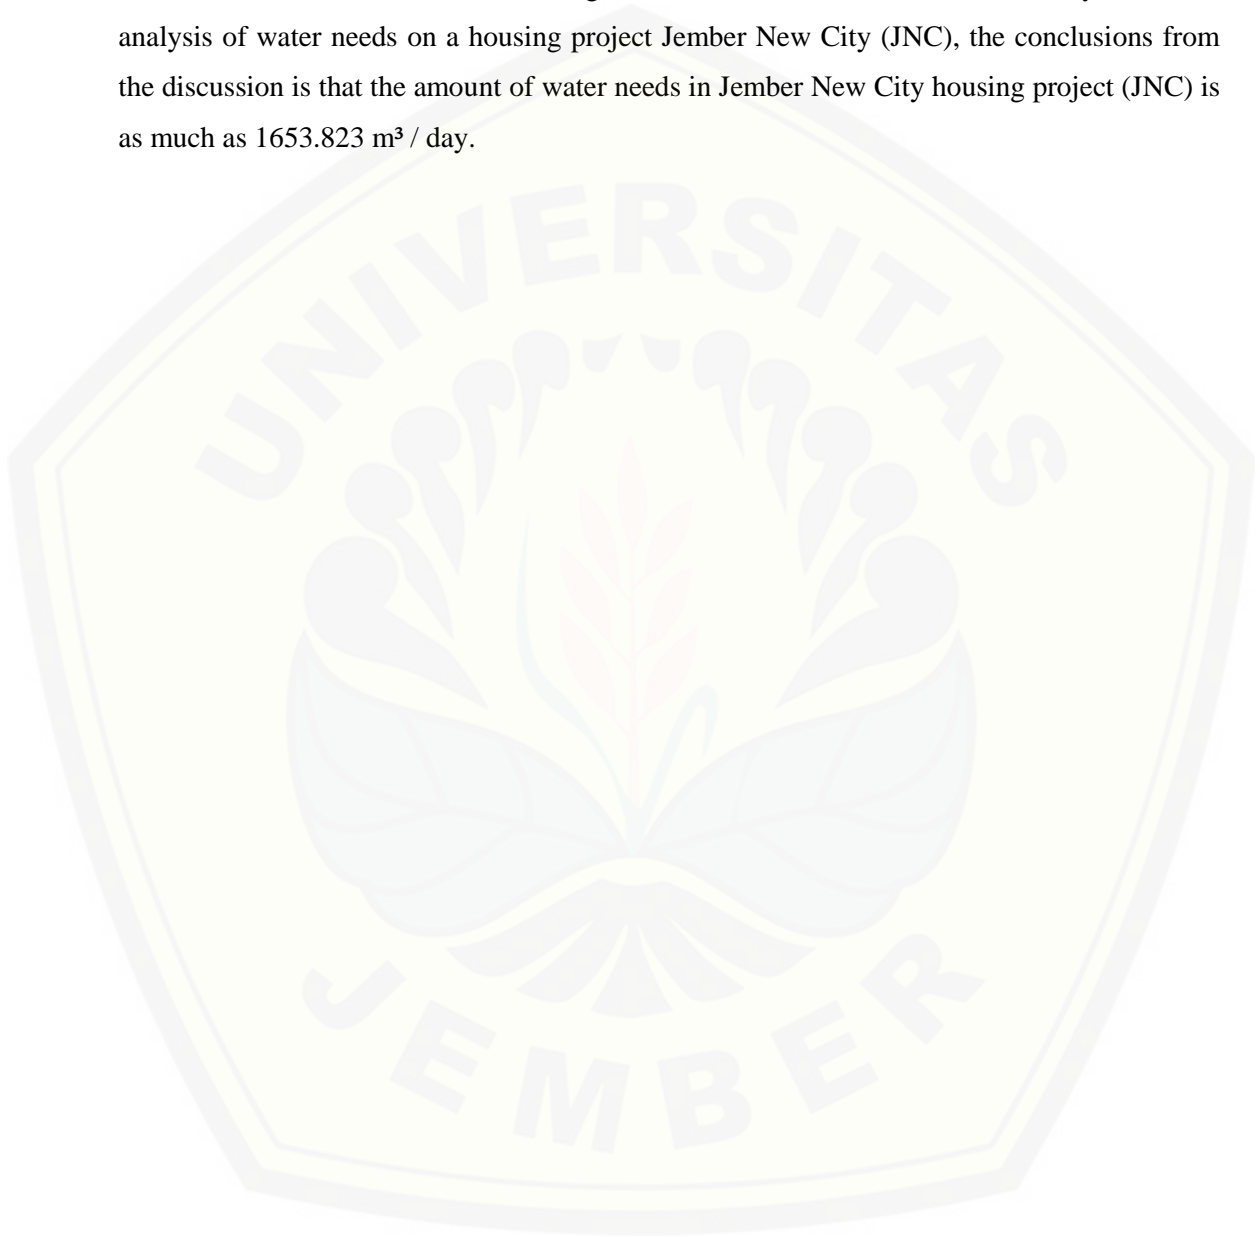 analysis of water needs on a housing project Jember New City (JNC), the conclusions from
the discussion is that the amount of water needs in Jember New City housing project (JNC) is
as much as 1653.823 m³ / day.
UNIVERSITAS
JEMBER